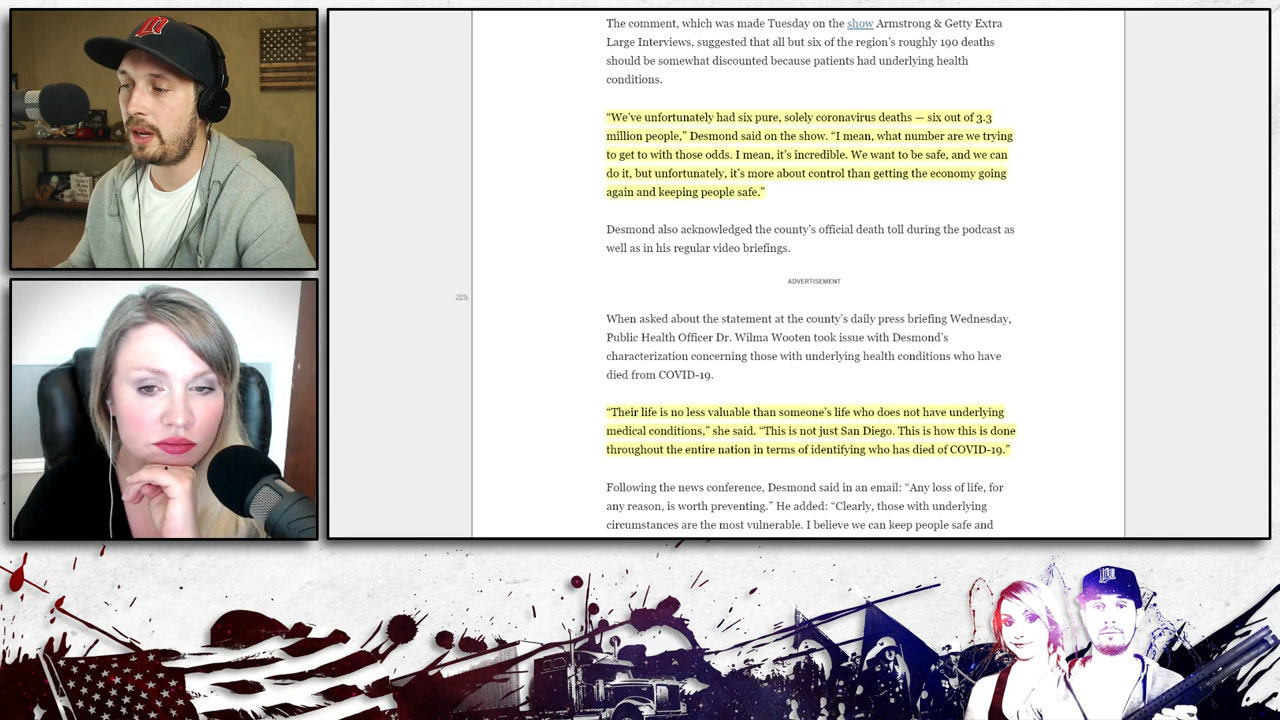 The comment, which was made Tuesday on the show Armstrong & Getty Extra
Large Interviews, suggested that all but six of the region’s roughly 190 deaths
should be somewhat discounted because patients had underlying health
conditions.
“We’ve unfortunately had six pure, solely coronavirus deaths — six out of 3.3
million people,” Desmond said on the show. “I mean, what number are we trying
to get to with those odds. I mean, it’s incredible. We want to be safe, and we can
do it, but unfortunately, it’s more about control than getting the economy going
again and keeping people safe.”
Desmond also acknowledged the county’s official death toll during the podcast as
well as in his regular video briefings.
ADVERTISEMENT
When asked about the statement at the county’s daily press briefing Wednesday,
Public Health Officer Dr. Wilma Wooten took issue with Desmond’s
characterization concerning those with underlying health conditions who have
died from COVID-19.
“Their life is no less valuable than someone’s life who does not have underlying
medical conditions,” she said. “This is not just San Diego. This is how this is done
throughout the entire nation in terms of identifying who has died of COVID-19.”
Following the news conference, Desmond said in an email: “Any loss of life, for
any reason, is worth preventing.” He added: “Clearly, those with underlying
circumstances are the most vulnerable. I believe we can keep people safe and